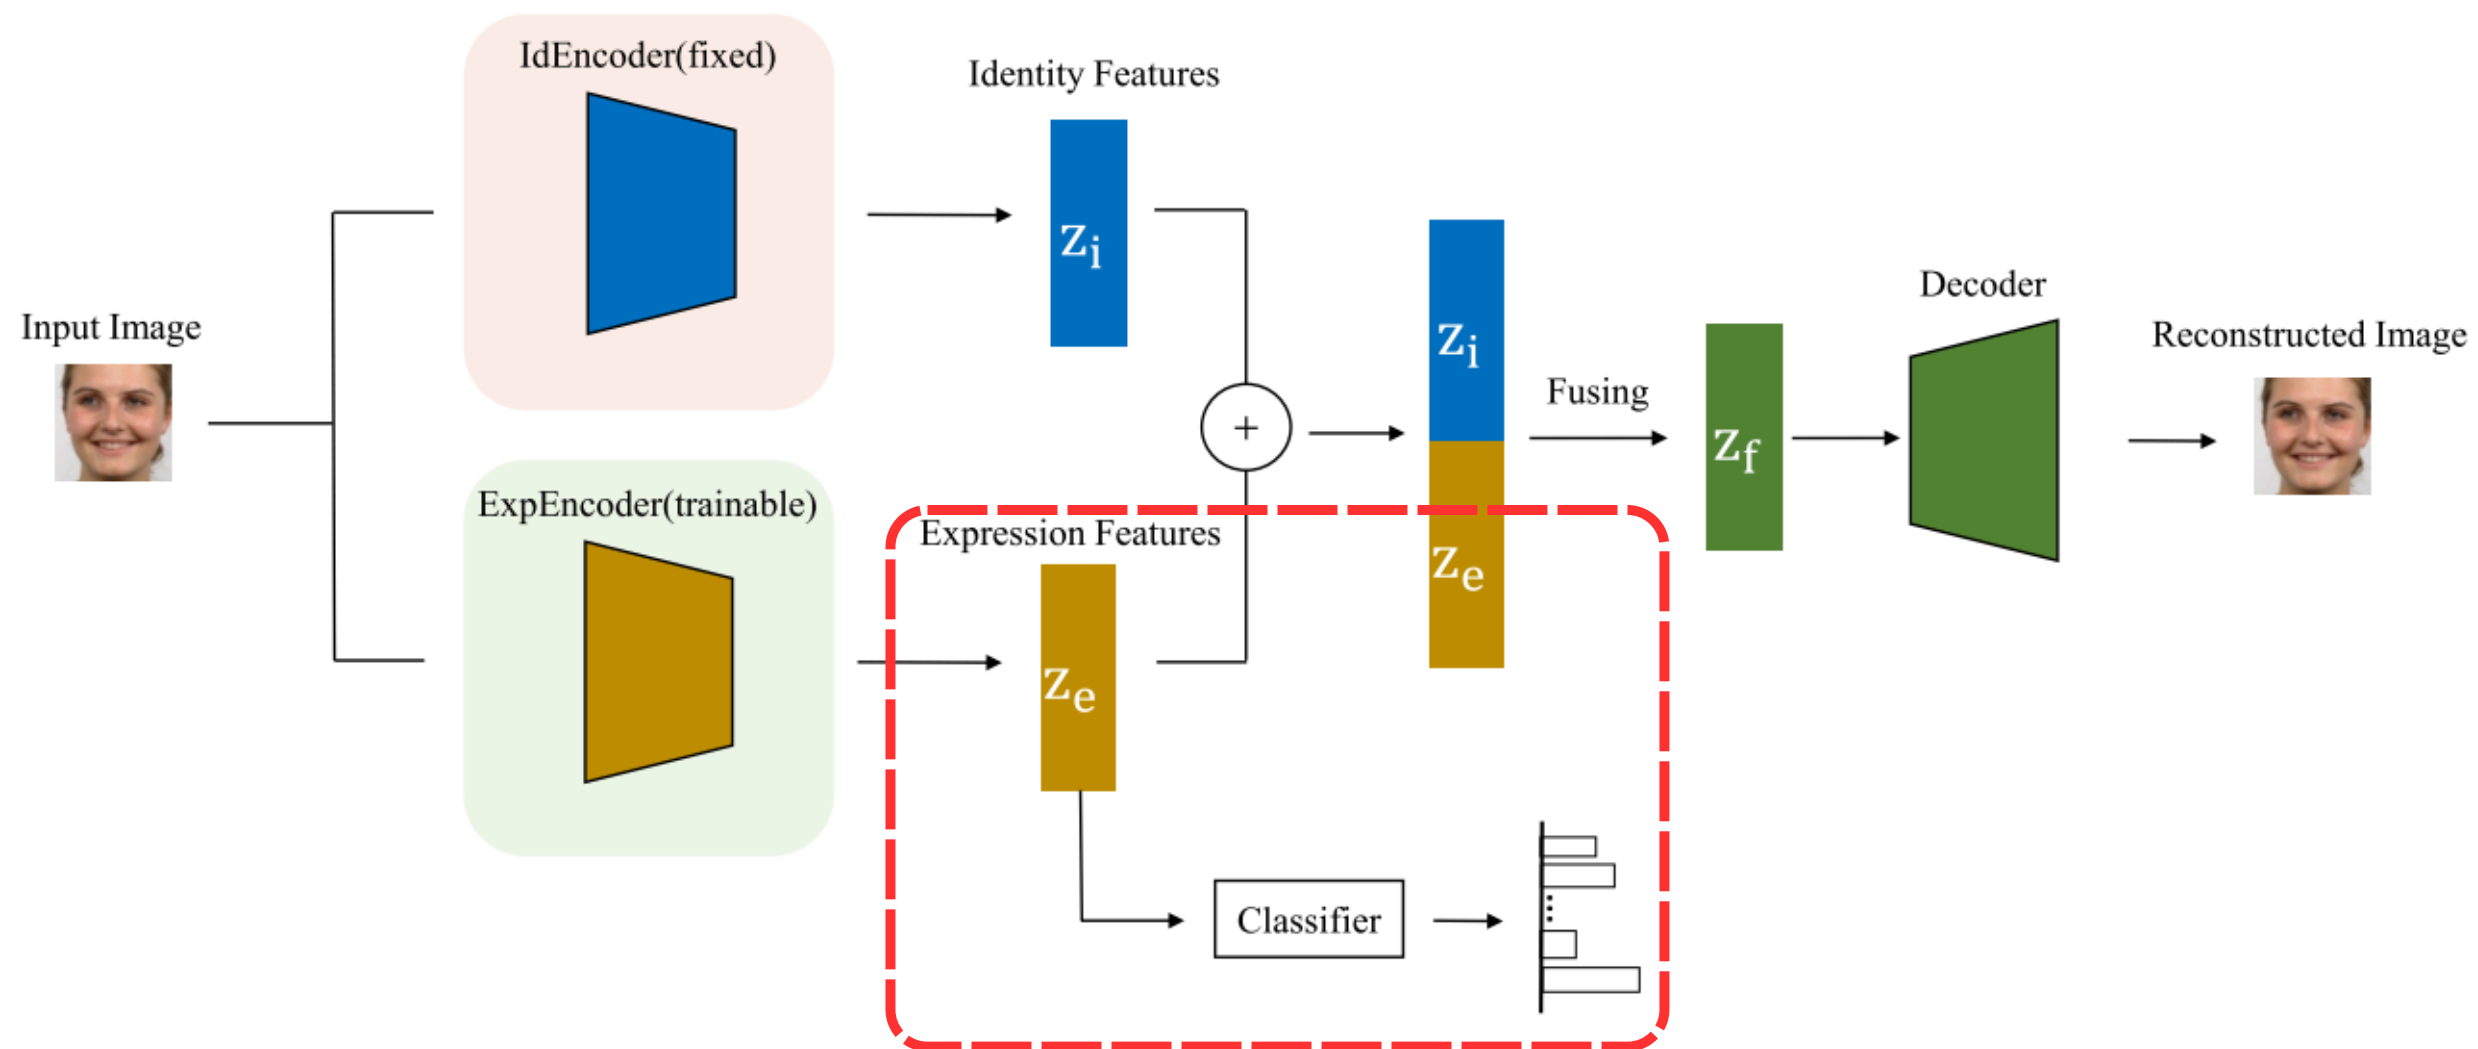 IdEncoder(fixed)
Identity Features
zi
Input Image
ExpEncoder(trainable)
Expression Features
ze
+
zi
ze
Fusing
zf
Decoder
Reconstructed Image
Classifier